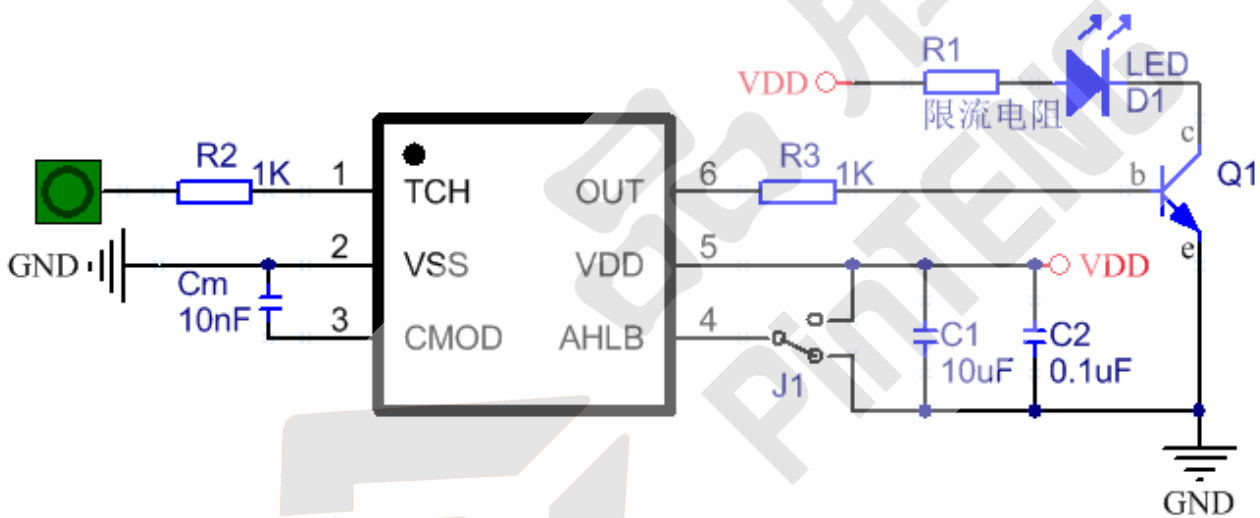 R1
LED
VDD
D1
限流电阻
c
R2
1K
1
TCH
OUT
6
R3
1K
b
Q1
GND
2
VSS
VDD
5
VDD
e
Cm
10nF
3
CMOD
AHLB
4
J1
C1
10uF
C2
0.1uF
GND
PinTENG